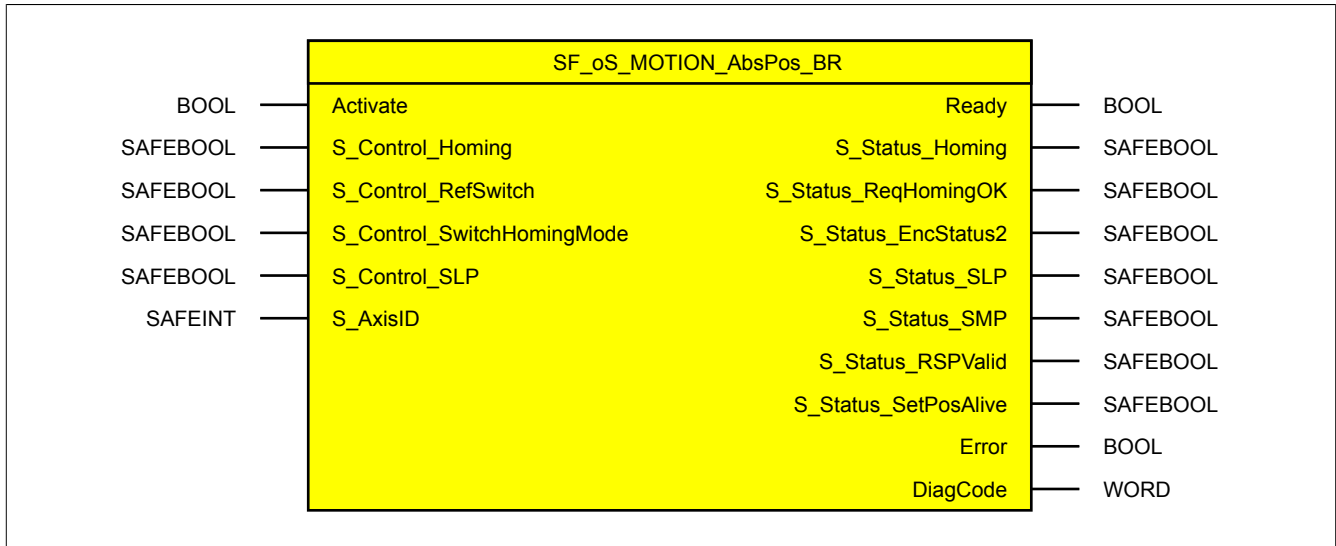 SF_oS_MOTION_AbsPos_BR
BOOL Activate Ready BOOL
SAFEBOOL S_Control_Homing S_Status_Homing SAFEBOOL
SAFEBOOL S_Control_RefSwitch S_Status_ReqHomingOK SAFEBOOL
SAFEBOOL S_Control_SwitchHomingMode S_Status_EncStatus2 SAFEBOOL
SAFEBOOL S_Control_SLP S_Status_SLP SAFEBOOL
SAFEINT S_AxisID S_Status_SMP SAFEBOOL
S_Status_RSPValid SAFEBOOL
S_Status_SetPosAlive SAFEBOOL
Error BOOL
DiagCode WORD